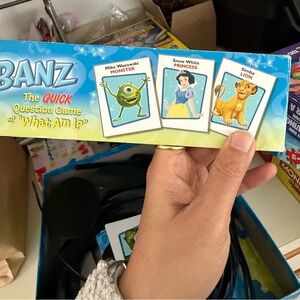 BANZ
The QUICK
Question Game
of "What Am I?"
Mike Wazowski
MONSTER
Snow White
PRINCESS
Simba
LION